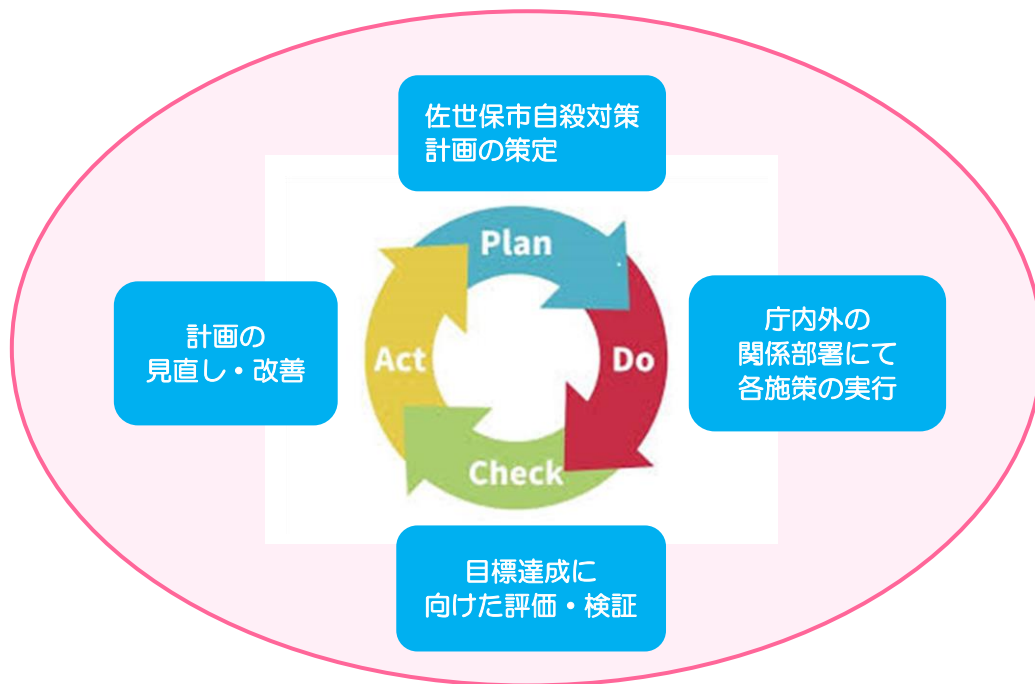 佐世保市自殺対策
計画の策定
Plan
計画の
見直し・改善
Act
Do
庁内外の
関係部署にて
各施策の実行
Check
目標達成に
向けた評価・検証